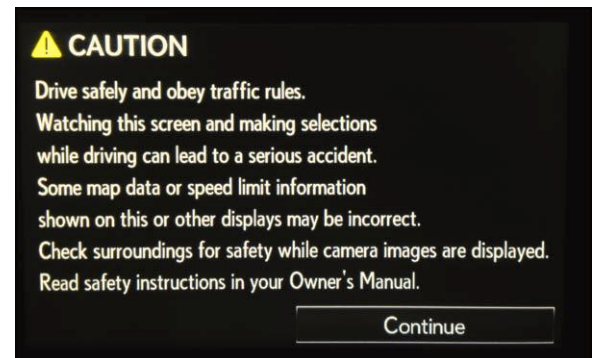 CAUTION
Drive safely and obey traffic rules.
Watching this screen and making selections
while driving can lead to a serious accident.
Some map data or speed limit information
shown on this or other displays may be incorrect.
Check surroundings for safety while camera images are displayed.
Read safety instructions in your Owner's Manual.
Continue